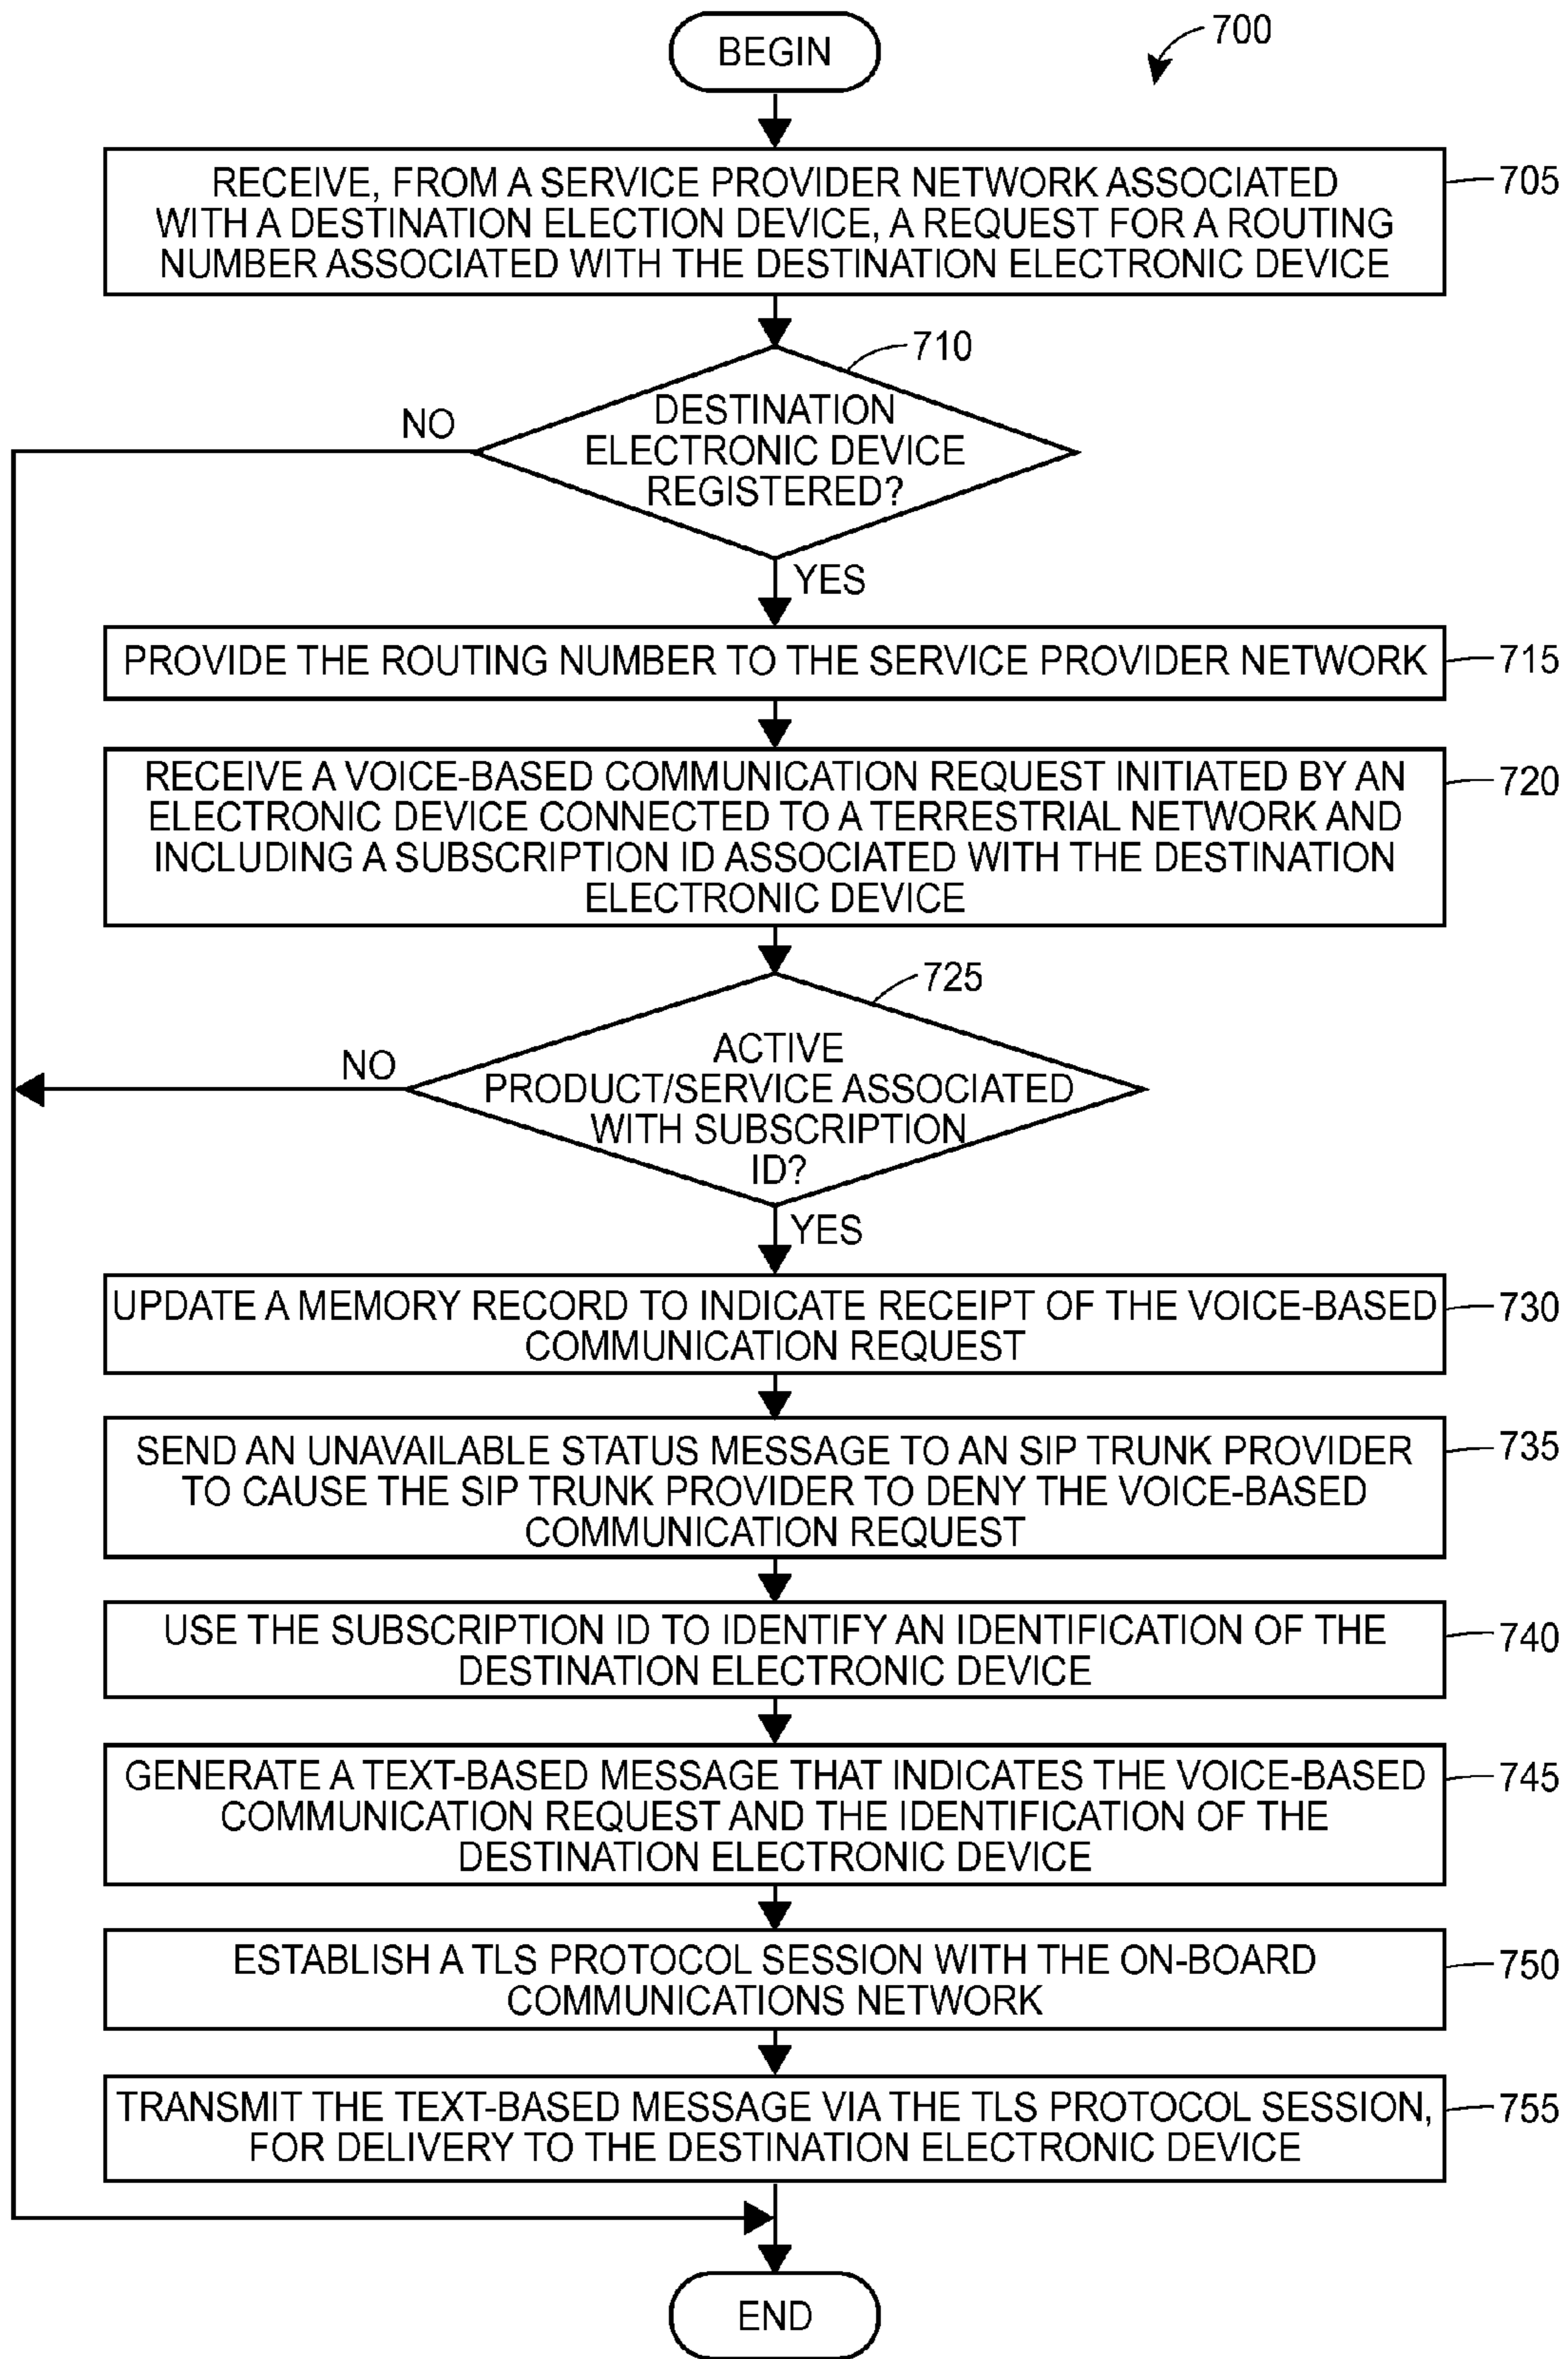 BEGIN
700
RECEIVE, FROM A SERVICE PROVIDER NETWORK ASSOCIATED
WITH A DESTINATION ELECTION DEVICE, A REQUEST FOR A ROUTING
NUMBER ASSOCIATED WITH THE DESTINATION ELECTRONIC DEVICE
705
710
DESTINATION
ELECTRONIC DEVICE
REGISTERED?
NO
YES
PROVIDE THE ROUTING NUMBER TO THE SERVICE PROVIDER NETWORK
715
RECEIVE A VOICE-BASED COMMUNICATION REQUEST INITIATED BY AN
ELECTRONIC DEVICE CONNECTED TO A TERRESTRIAL NETWORK AND
INCLUDING A SUBSCRIPTION ID ASSOCIATED WITH THE DESTINATION
ELECTRONIC DEVICE
720
725
ACTIVE
PRODUCT/SERVICE ASSOCIATED
WITH SUBSCRIPTION
ID?
NO
YES
UPDATE A MEMORY RECORD TO INDICATE RECEIPT OF THE VOICE-BASED
COMMUNICATION REQUEST
730
SEND AN UNAVAILABLE STATUS MESSAGE TO AN SIP TRUNK PROVIDER
TO CAUSE THE SIP TRUNK PROVIDER TO DENY THE VOICE-BASED
COMMUNICATION REQUEST
735
USE THE SUBSCRIPTION ID TO IDENTIFY AN IDENTIFICATION OF THE
DESTINATION ELECTRONIC DEVICE
740
GENERATE A TEXT-BASED MESSAGE THAT INDICATES THE VOICE-BASED
COMMUNICATION REQUEST AND THE IDENTIFICATION OF THE
DESTINATION ELECTRONIC DEVICE
745
ESTABLISH A TLS PROTOCOL SESSION WITH THE ON-BOARD
COMMUNICATIONS NETWORK
750
TRANSMIT THE TEXT-BASED MESSAGE VIA THE TLS PROTOCOL SESSION,
FOR DELIVERY TO THE DESTINATION ELECTRONIC DEVICE
755
END